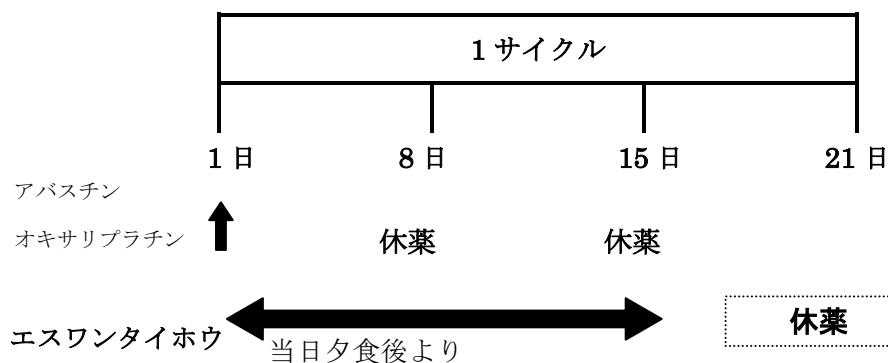 1サイクル
1日 8日 15日 21日
アバスチン
オキサリプラチン 休薬 休薬
エスワンタイホウ 当日夕食後より 休薬